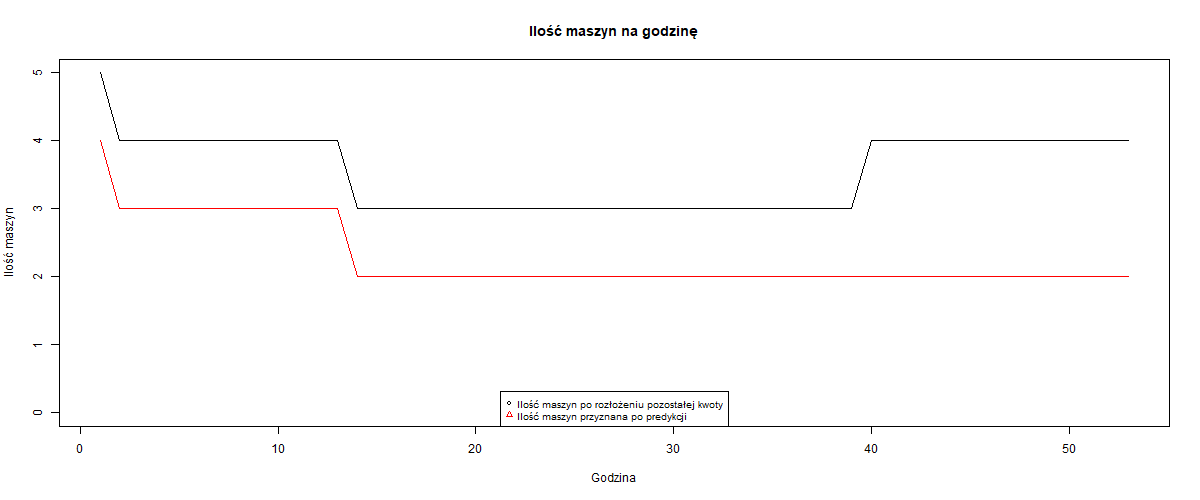 Ilość maszyn na godzinę
Ilość maszyn
5
4
3
2
1
0
Ilość maszyn po rozłożeniu pozostałej kwoty
Ilość maszyn przyznana po predykcji
0 10 20 30 40 50
Godzina